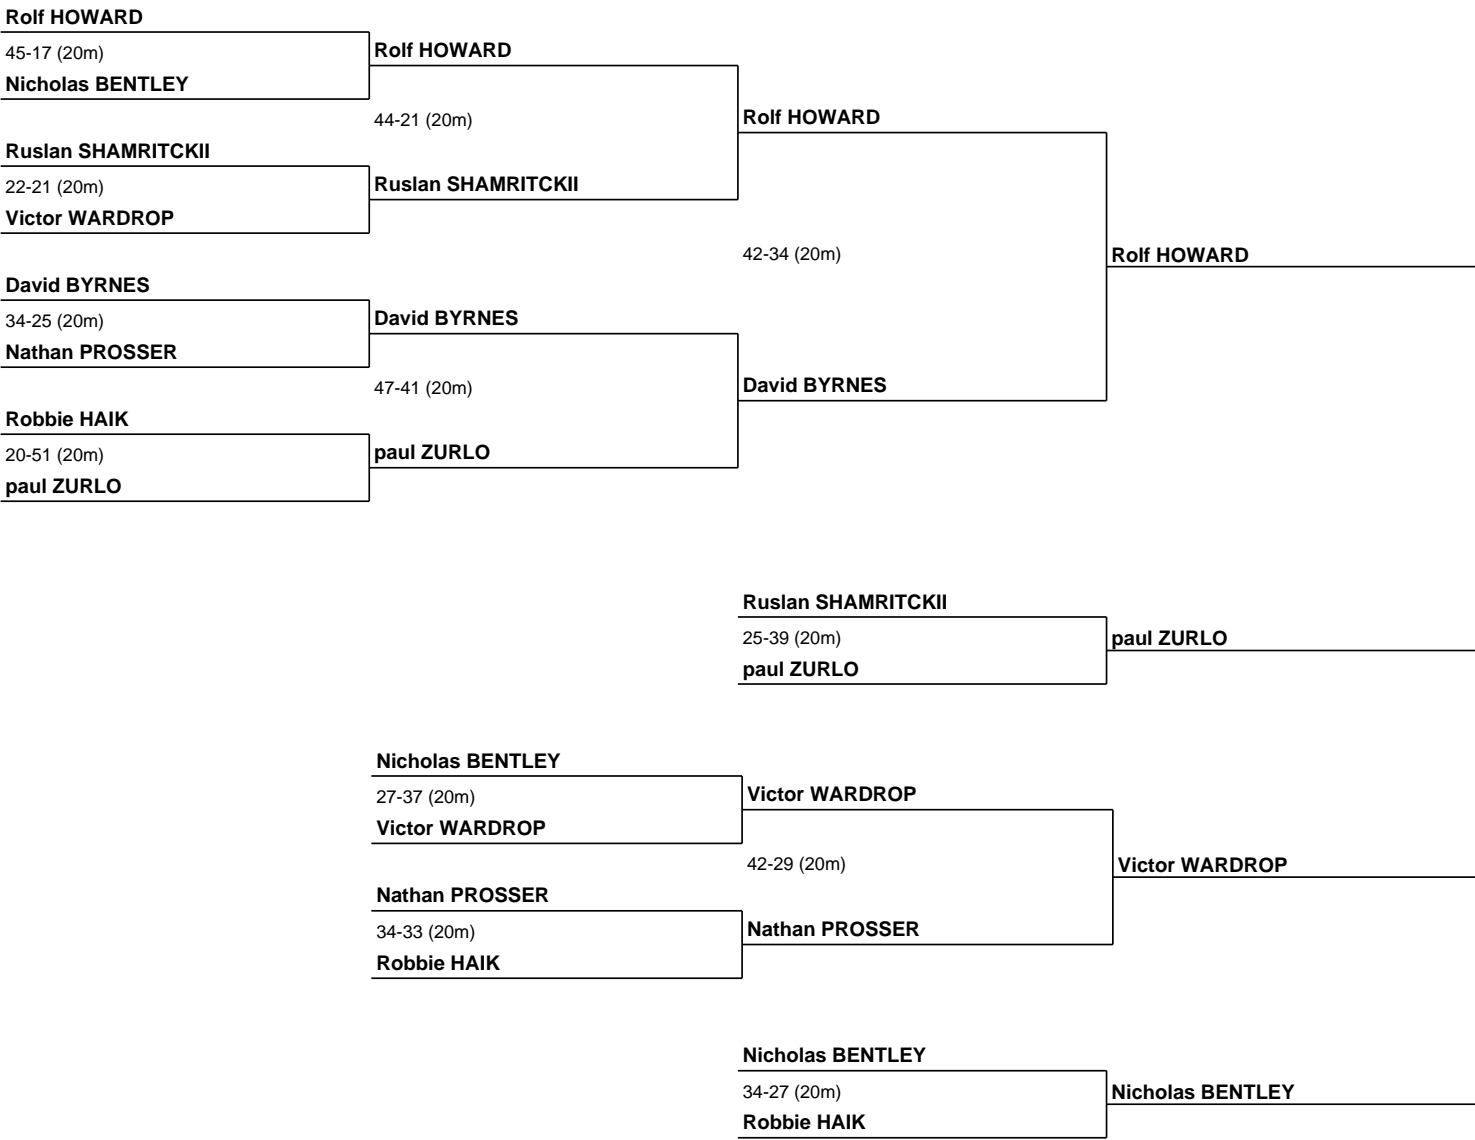 Rolf HOWARD
45-17 (20m)
Nicholas BENTLEY
Rolf HOWARD
44-21 (20m)
Rolf HOWARD
Ruslan SHAMRITCKII
22-21 (20m)
Victor WARDROP
Ruslan SHAMRITCKII
42-34 (20m)
Rolf HOWARD
David BYRNES
34-25 (20m)
Nathan PROSSER
David BYRNES
47-41 (20m)
David BYRNES
Robbie HAIK
20-51 (20m)
paul ZURLO
paul ZURLO
Ruslan SHAMRITCKII
25-39 (20m)
paul ZURLO
paul ZURLO
Nicholas BENTLEY
27-37 (20m)
Victor WARDROP
Victor WARDROP
42-29 (20m)
Victor WARDROP
Nathan PROSSER
34-33 (20m)
Robbie HAIK
Nathan PROSSER
Nicholas BENTLEY
34-27 (20m)
Robbie HAIK
Nicholas BENTLEY